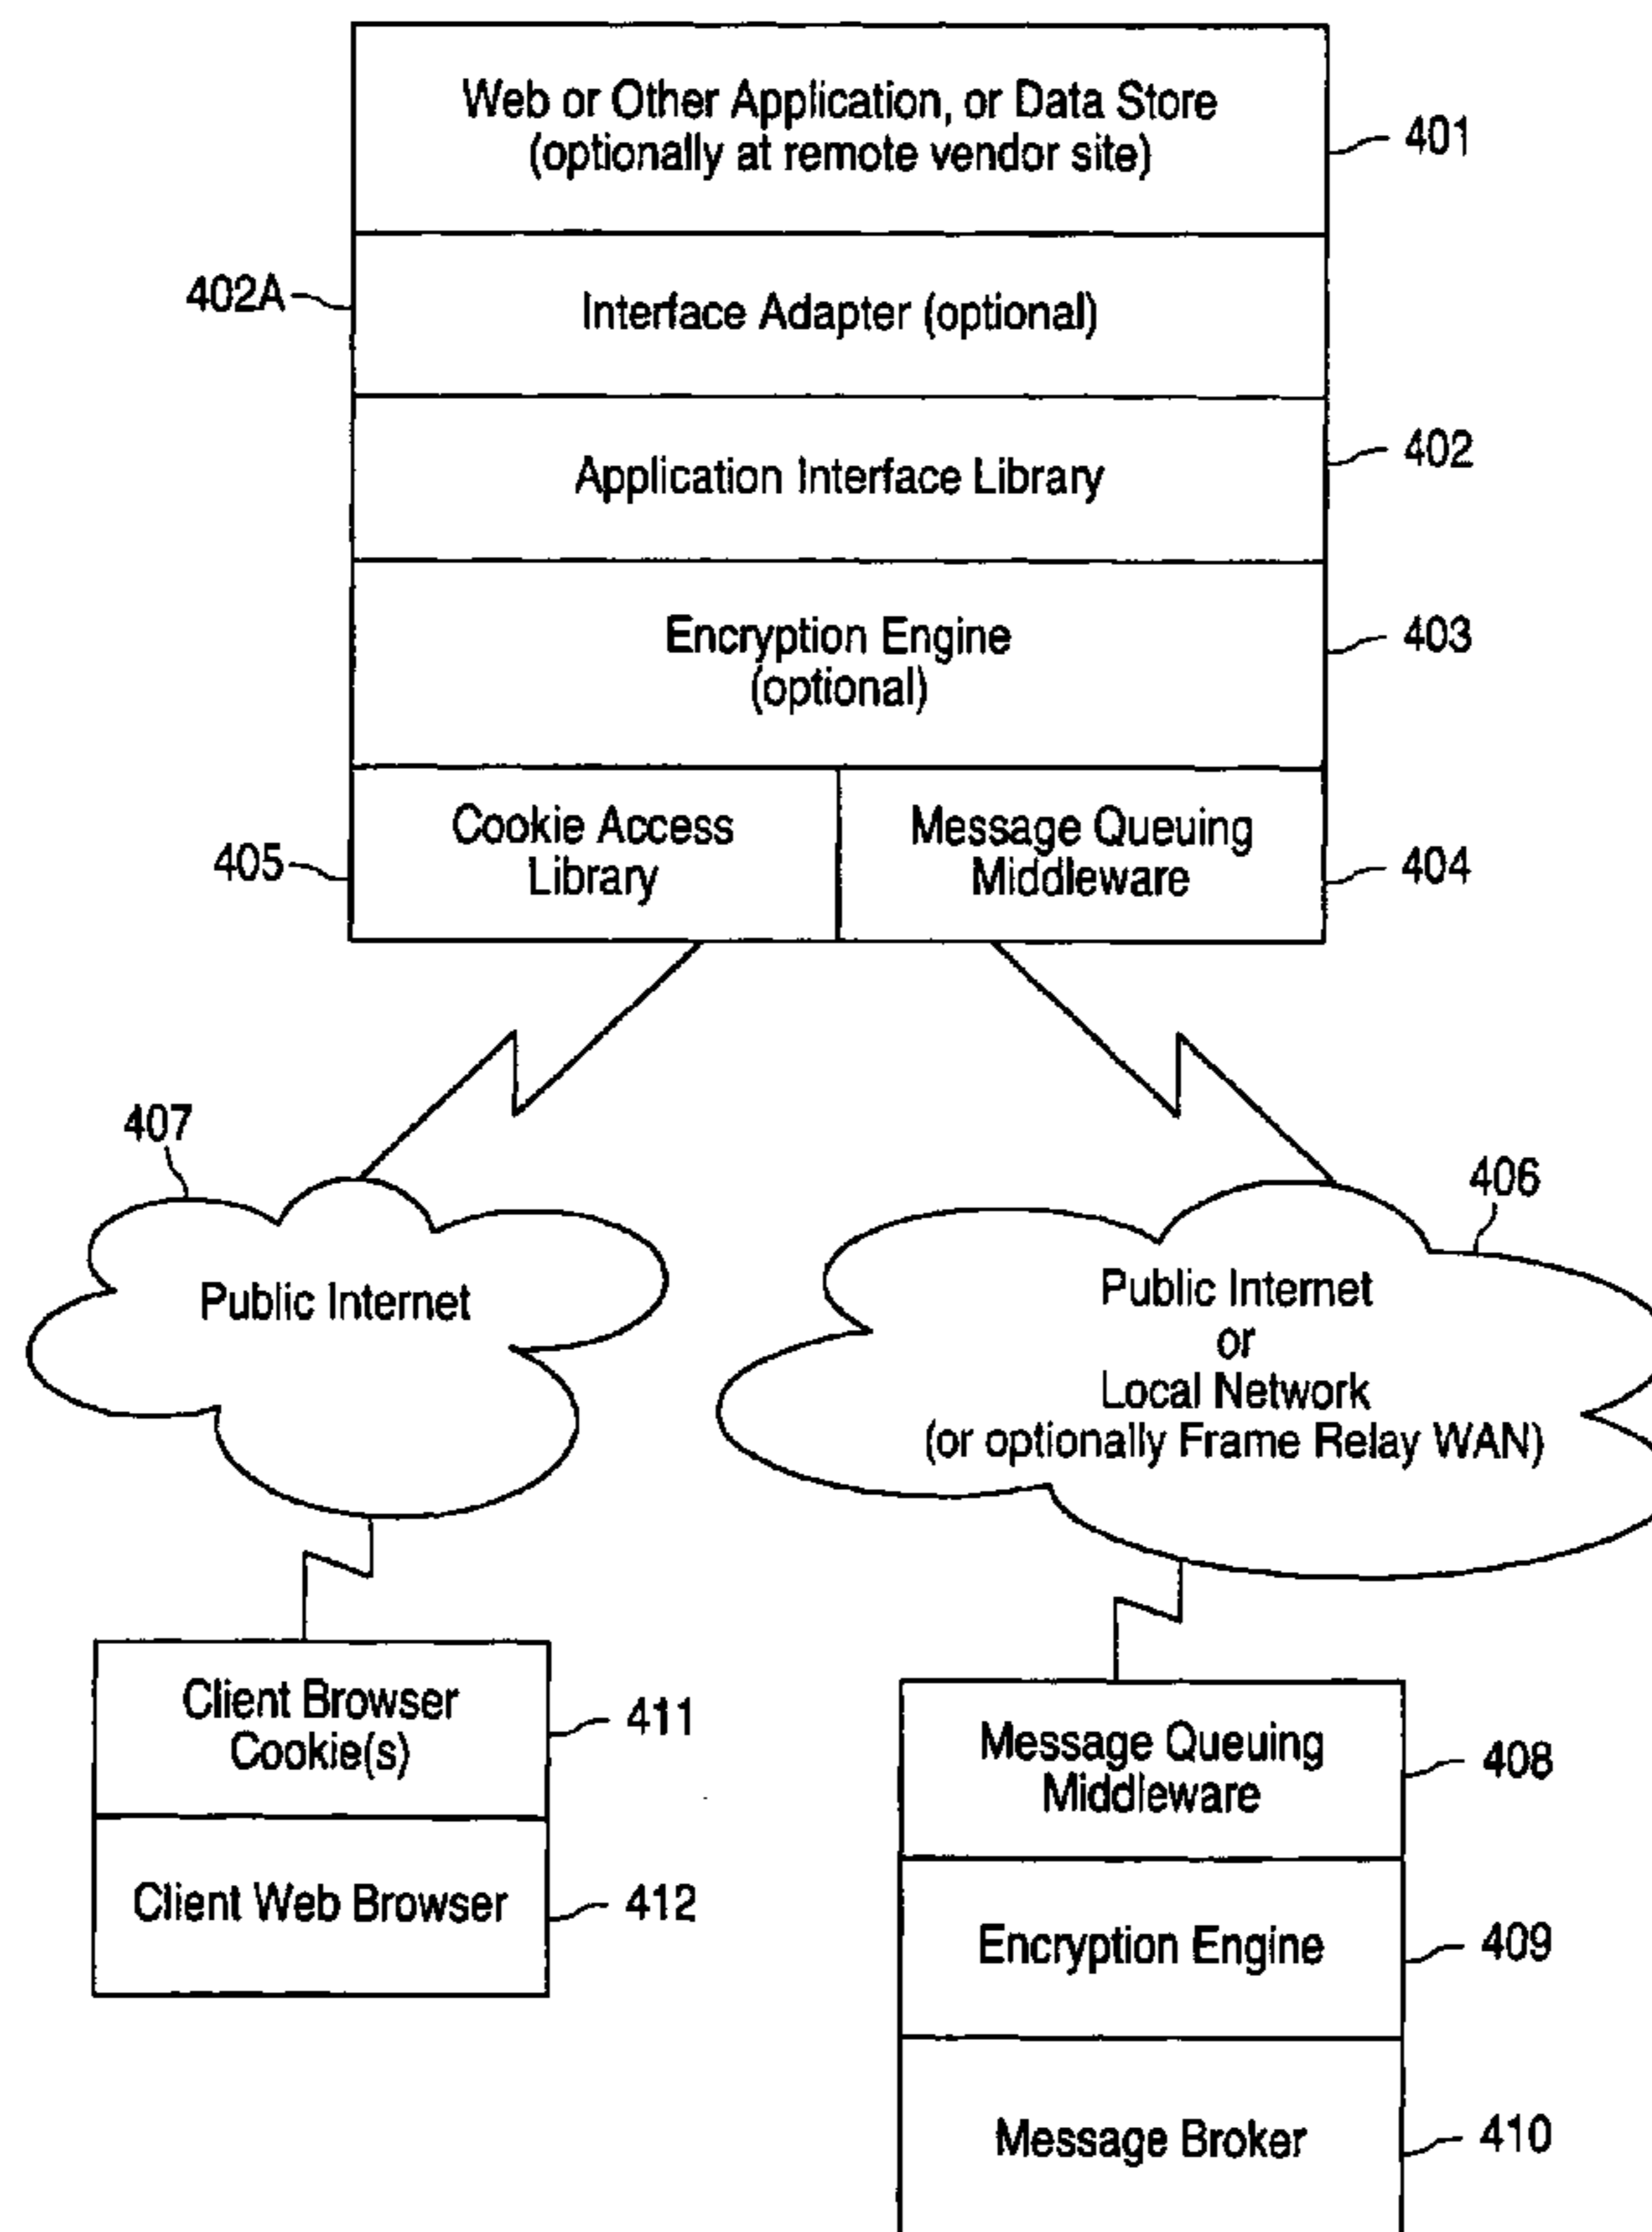 Web or Other Application, or Data Store
(optionally at remote vendor site)
401
402A
Interface Adapter (optional)
Application Interface Library
402
Encryption Engine
(optional)
403
405
Cookie Access
Library
Message Queuing
Middleware
404
407
Public Internet
406
Public Internet
or
Local Network
(or optionally Frame Relay WAN)
Client Browser
Cookie(s)
411
Client Web Browser
412
Message Queuing
Middleware
408
Encryption Engine
409
Message Broker
410